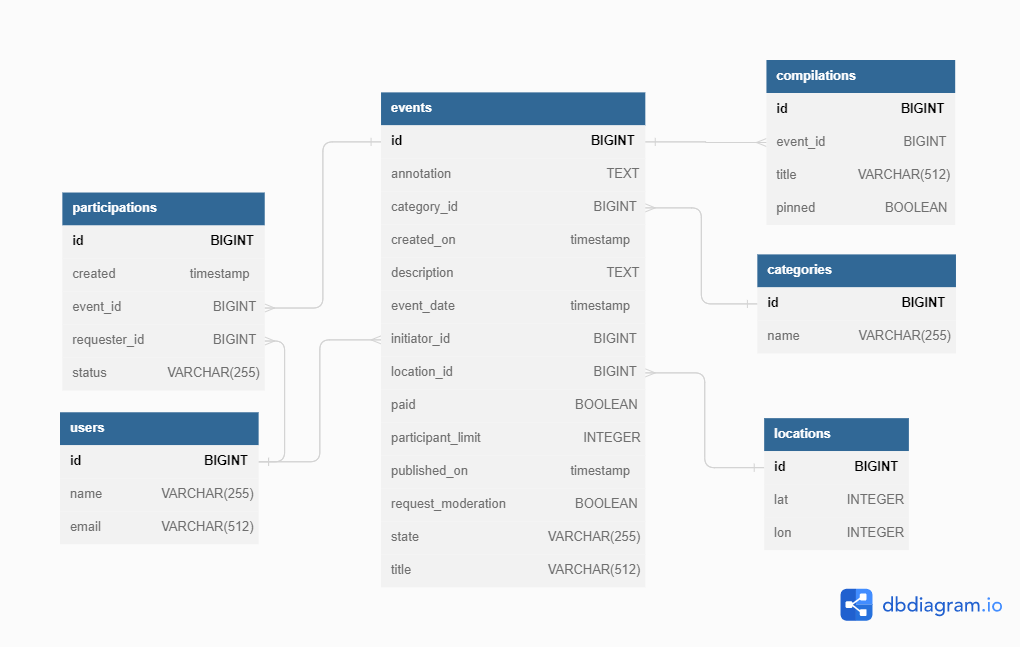 participations
id BIGINT
created timestamp
event_id BIGINT
requester_id BIGINT
status VARCHAR(255)
users
id BIGINT
name VARCHAR(255)
email VARCHAR(512)
events
id BIGINT
annotation TEXT
category_id BIGINT
created_on timestamp
description TEXT
event_date timestamp
initiator_id BIGINT
location_id BIGINT
paid BOOLEAN
participant_limit INTEGER
published_on timestamp
request_moderation BOOLEAN
state VARCHAR(255)
title VARCHAR(512)
compilations
id BIGINT
event_id BIGINT
title VARCHAR(512)
pinned BOOLEAN
categories
id BIGINT
name VARCHAR(255)
locations
id BIGINT
lat INTEGER
lon INTEGER
dbdiagram.io